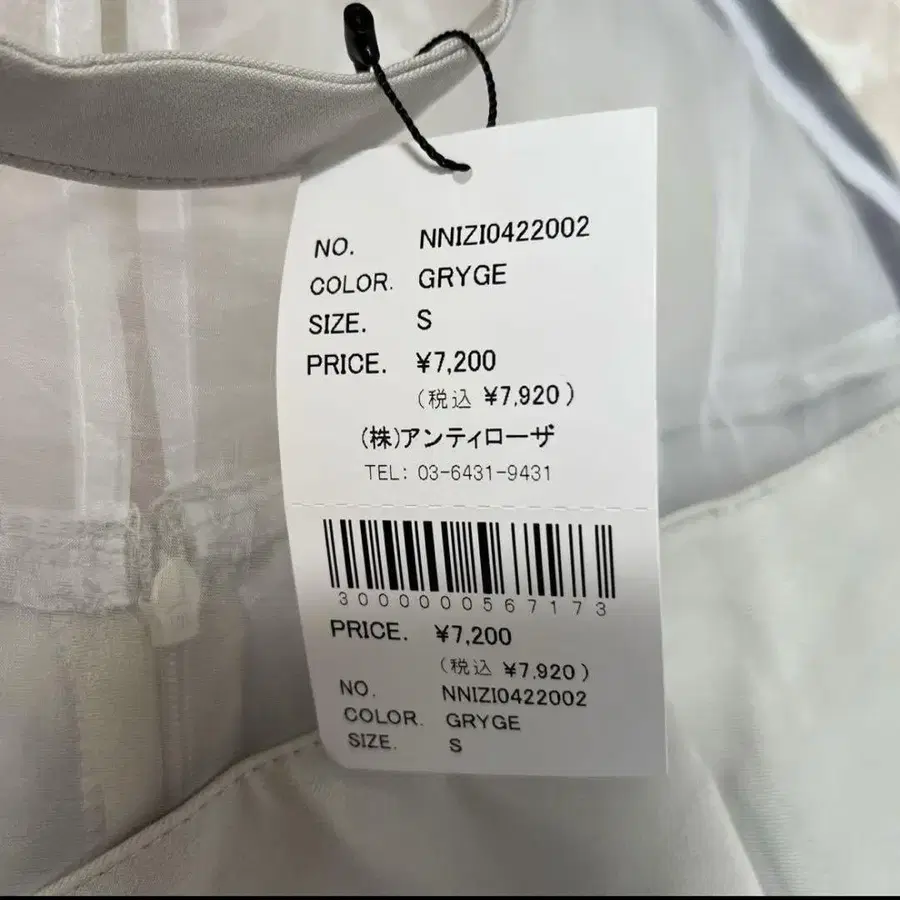 NO. NNIZI0422002
COLOR. GRYGE
SIZE. S
PRICE. ¥7,200
(税込 ¥7,920)
(株)アンティローザ
TEL: 03-6431-9431
3000000567173
PRICE. ¥7,200
(税込 ¥7,920)
NO. NNIZI0422002
COLOR. GRYGE
SIZE. S